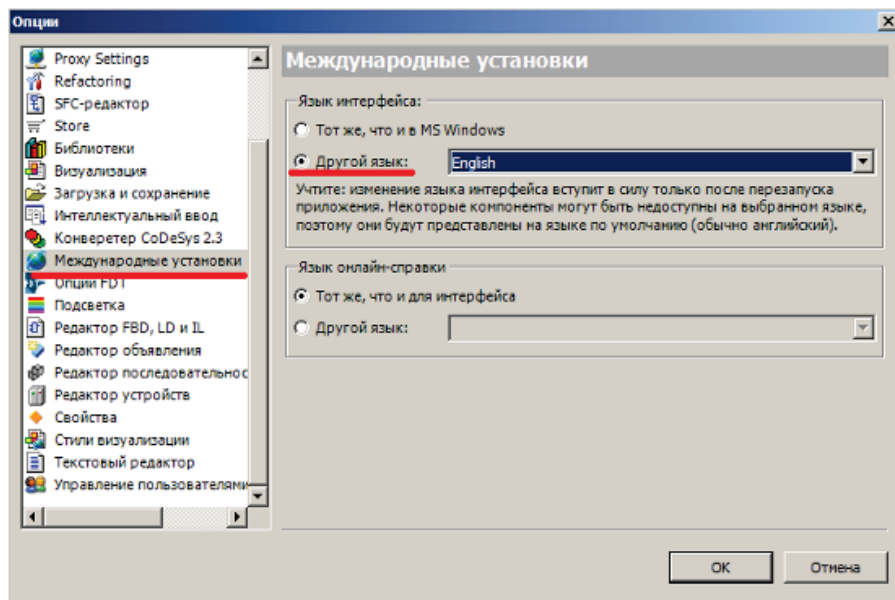 Опции
Proxy Settings
Refactoring
SFC-редактор
Store
Библиотеки
Визуализация
Загрузка и сохранение
Интеллектуальный ввод
Конверетер CoDeSys 2.3
Международные установки
Опции FDT
Подсветка
Редактор FBD, LD и IL
Редактор объявления
Редактор последовательнос
Редактор устройств
Свойства
Стили визуализации
Текстовый редактор
Управление пользователями
Международные установки
Язык интерфейса:
Тот же, что и в MS Windows
Другой язык: English
Учтите: изменение языка интерфейса вступит в силу только после перезапуска
приложения. Некоторые компоненты могут быть недоступны на выбранном языке,
поэтому они будут представлены на языке по умолчанию (обычно английский).
Язык онлайн-справки
Тот же, что и для интерфейса
Другой язык:
OK Отмена